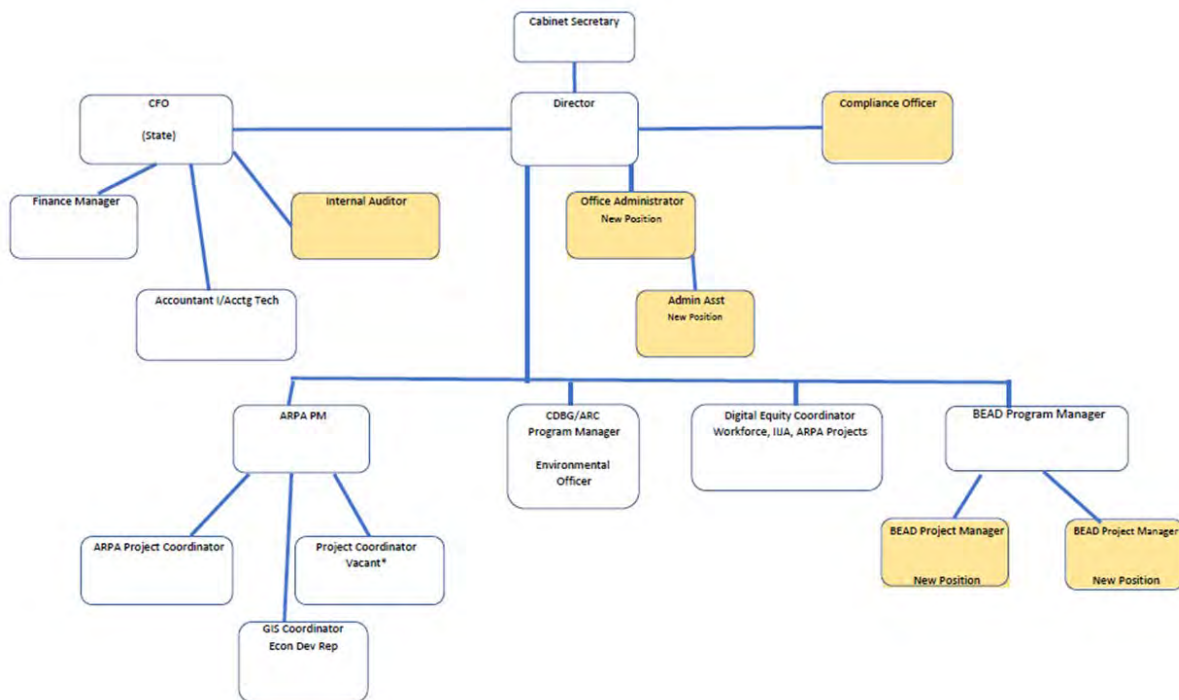 Cabinet Secretary
CFO
(State)
Director
Compliance Officer
Finance Manager
Internal Auditor
Office Administrator
New Position
Accountant I/Acctg Tech
Admin Asst
New Position
ARPA PM
CDBG/ARC
Program Manager
Environmental
Officer
Digital Equity Coordinator
Workforce, IIJA, ARPA Projects
BEAD Program Manager
ARPA Project Coordinator
Project Coordinator
Vacant*
BEAD Project Manager
New Position
BEAD Project Manager
New Position
GIS Coordinator
Econ Dev Rep